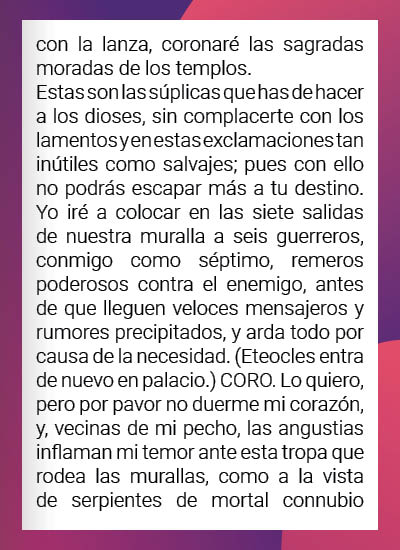 con la lanza, coronaré las sagradas
moradas de los templos.
Estas son las súplicas que has de hacer
a los dioses, sin complacerte con los
lamentos y en estas exclamaciones tan
inútiles como salvajes; pues con ello
no podrás escapar más a tu destino.
Yo iré a colocar en las siete salidas
de nuestra muralla a seis guerreros,
conmigo como séptimo, remeros
poderosos contra el enemigo, antes
de que lleguen veloces mensajeros y
rumores precipitados, y arda todo por
causa de la necesidad. (Eteocles entra
de nuevo en palacio.) CORO. Lo quiero,
pero por pavor no duerme mi corazón,
y, vecinas de mi pecho, las angustias
inflaman mi temor ante esta tropa que
rodea las murallas, como a la vista
de serpientes de mortal connubio